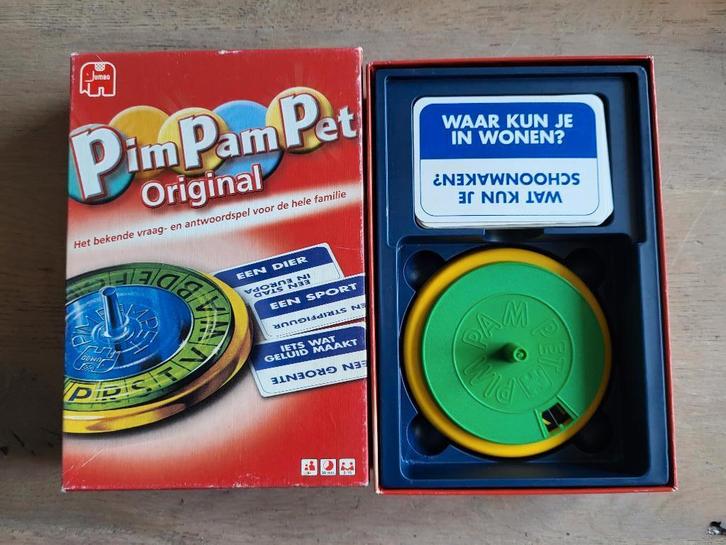 Jumbo
PimPamPet
Original
Het bekende vraag- en antwoordspel voor de hele familie
EEN DIER
EEN STAD
IN EUROPA
EEN SPORT
EEN STRIPFIGUUR
IETS WAT
GELUID MAAKT
EEN GROENTE
A B D E F
P R S T V
WAAR KUN JE
IN WONEN?
WAT KUN JE
SCHOONMAKEN?
PIM PAM PET